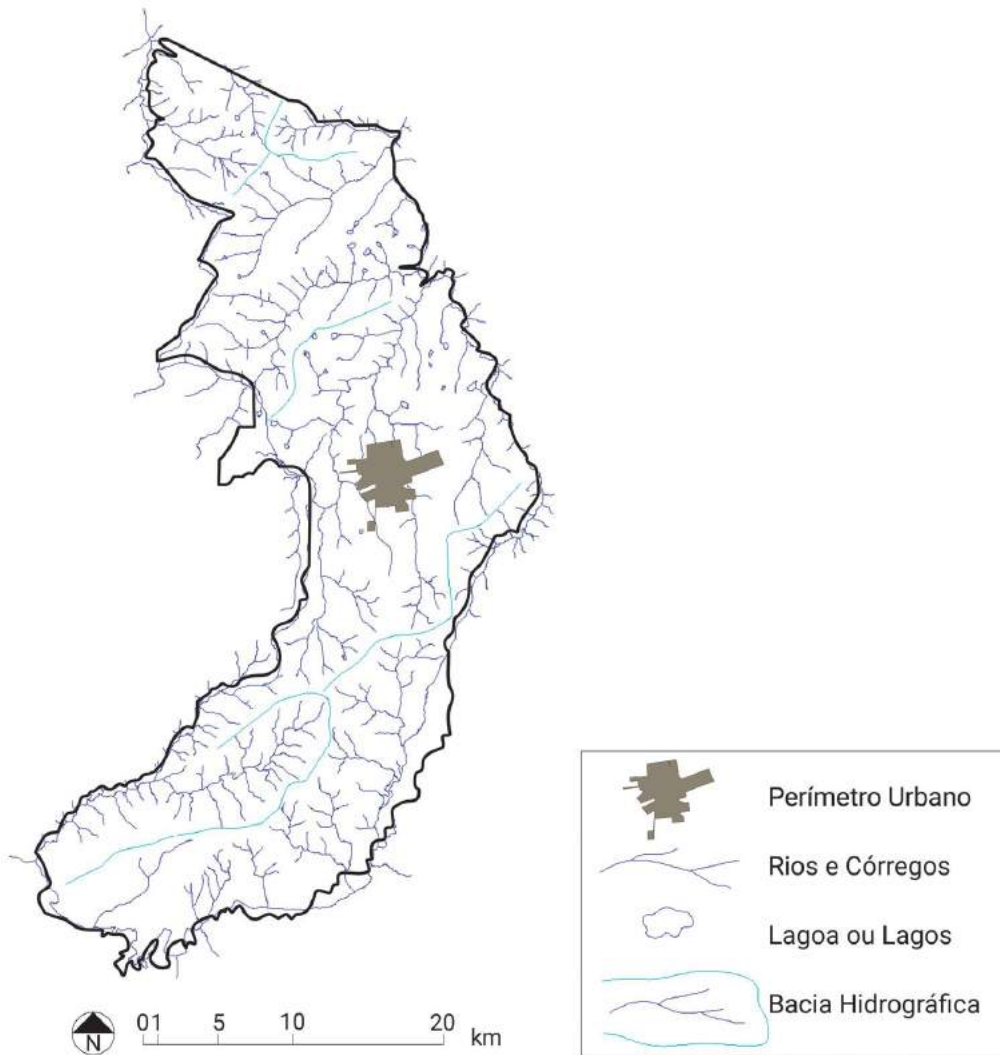 Perímetro Urbano
Rios e Córregos
Lagoa ou Lagos
Bacia Hidrográfica
N
01 5 10 20 km